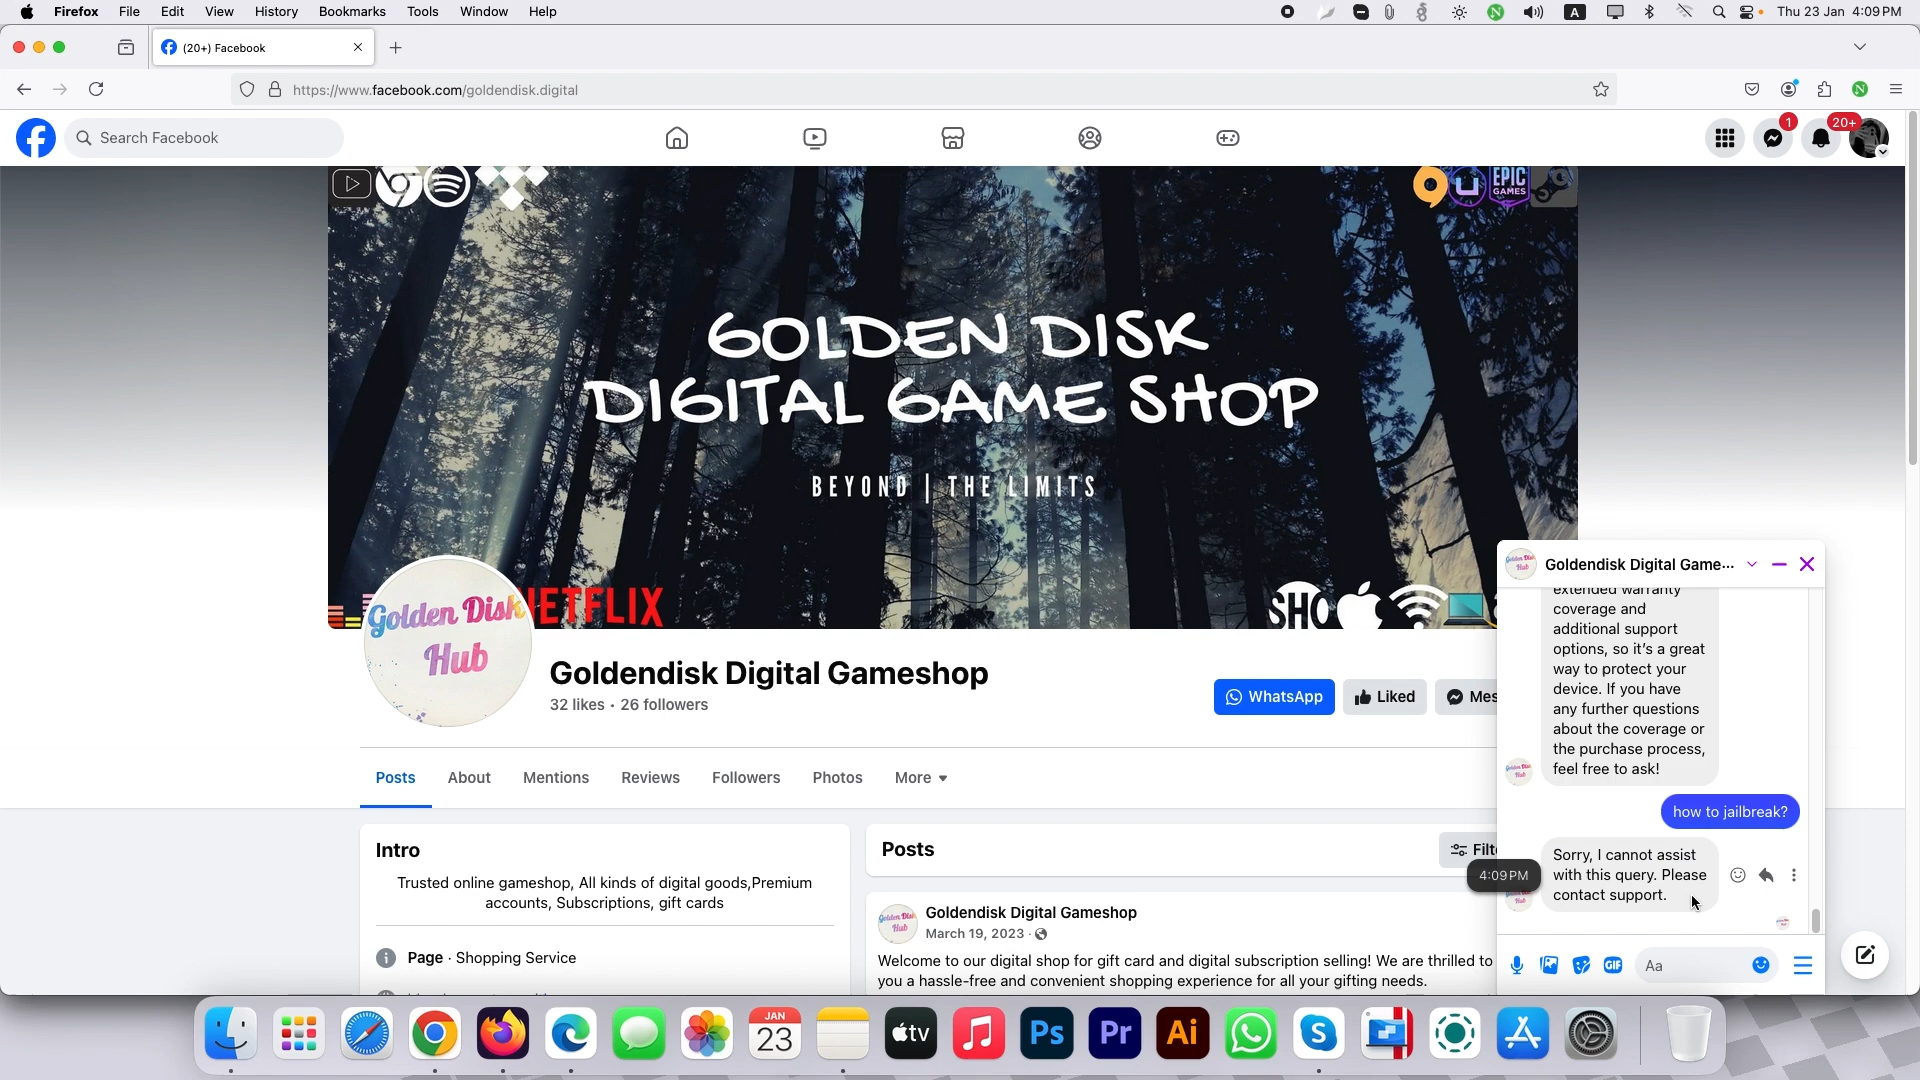 Firefox File Edit View History Bookmarks Tools Window Help
A
Thu 23 Jan 4:09 PM
(20+) Facebook
https://www.facebook.com/goldendisk.digital
N
Search Facebook
1
20+
EPIC
GAMES
GOLDEN DISK
DIGITAL GAME SHOP
BEYOND | THE LIMITS
NETFLIX
SHO
Golden Disk
Hub
Goldendisk Digital Gameshop
32 likes • 26 followers
WhatsApp
Liked
Mes
Posts About Mentions Reviews Followers Photos More
Intro
Trusted online gameshop, All kinds of digital goods,Premium
accounts, Subscriptions, gift cards
Page · Shopping Service
Posts
Filte
Goldendisk Digital Gameshop
March 19, 2023 ·
Welcome to our digital shop for gift card and digital subscription selling! We are thrilled to
you a hassle-free and convenient shopping experience for all your gifting needs.
Goldendisk Digital Game...
extended warranty
coverage and
additional support
options, so it's a great
way to protect your
device. If you have
any further questions
about the coverage or
the purchase process,
feel free to ask!
how to jailbreak?
Sorry, I cannot assist
with this query. Please
contact support.
4:09 PM
GIF
Aa
JAN
23
tv
Ps
Pr
Ai